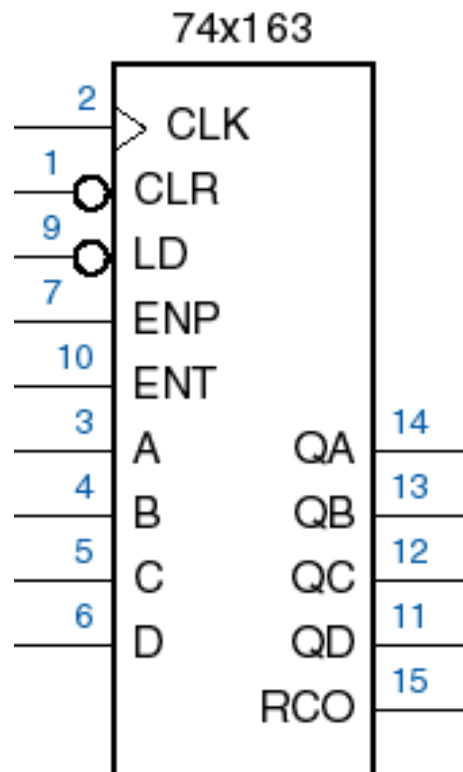 74x163
2 CLK
1 CLR
9 LD
7 ENP
10 ENT
3 A QA 14
4 B QB 13
5 C QC 12
6 D QD 11
RCO 15